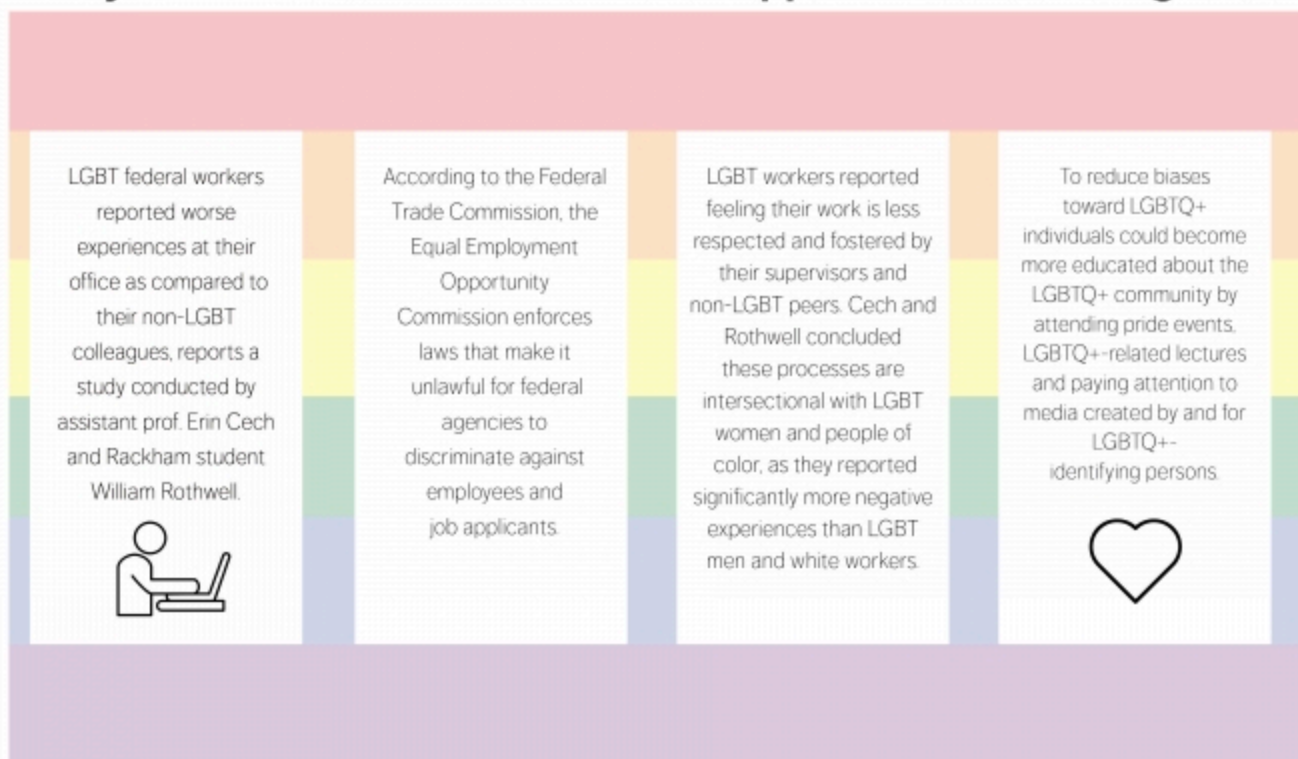 LGBT federal workers
reported worse
experiences at their
office as compared to
their non-LGBT
colleagues, reports a
study conducted by
assistant prof. Erin Cech
and Rackham student
William Rothwell.
According to the Federal
Trade Commission, the
Equal Employment
Opportunity
Commission enforces
laws that make it
unlawful for federal
agencies to
discriminate against
employees and
job applicants.
LGBT workers reported
feeling their work is less
respected and fostered by
their supervisors and
non-LGBT peers. Cech and
Rothwell concluded
these processes are
intersectional with LGBT
women and people of
color, as they reported
significantly more negative
experiences than LGBT
men and white workers.
To reduce biases
toward LGBTQ+
individuals could become
more educated about the
LGBTQ+ community by
attending pride events,
LGBTQ+-related lectures
and paying attention to
media created by and for
LGBTQ+-
identifying persons.